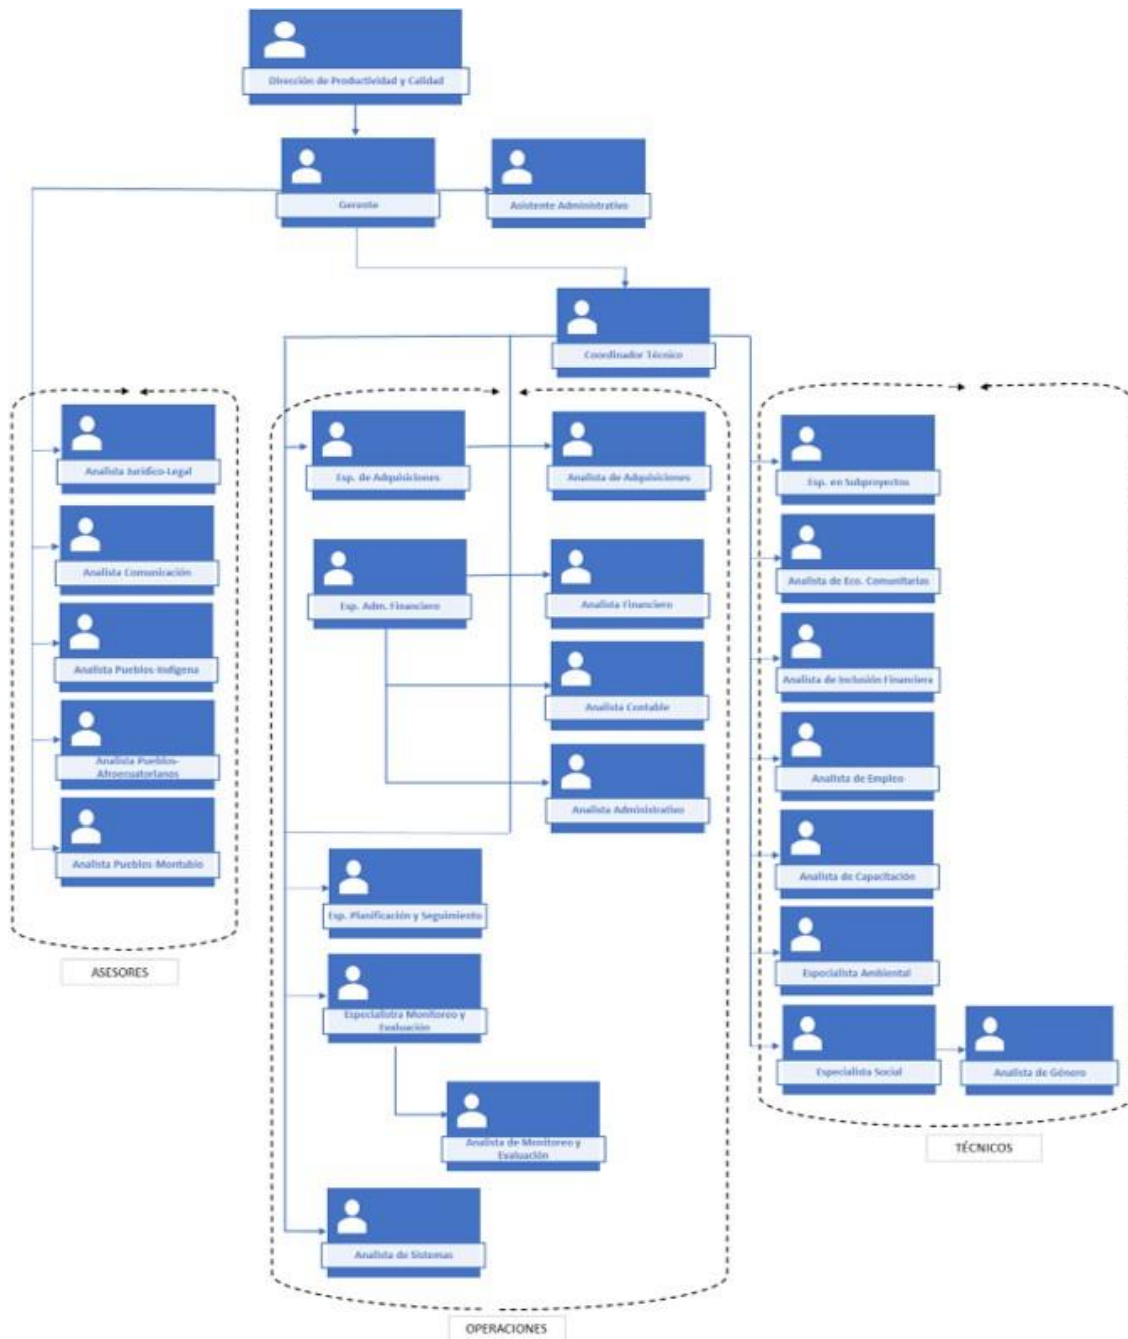 Dirección de Productividad y Calidad
Gerente
Asistente Administrativo
Coordinador Técnico
Analista Jurídico-Legal
Analista Comunicación
Analista Pueblos-Indígena
Analista Pueblos-
Afroecuatorianos
Analista Pueblos-Montubio
ASESORES
Esp. de Adquisiciones
Analista de Adquisiciones
Esp. Adm. Financiero
Analista Financiero
Analista Contable
Analista Administrativo
Esp. Planificación y Seguimiento
Especialistra Monitoreo y
Evaluación
Analista de Monitoreo y
Evaluación
Analista de Sistemas
OPERACIONES
Esp. en Subproyectos
Analista de Eco. Comunitarias
Analista de Inclusión Financiera
Analista de Empleo
Analista de Capacitación
Especialista Ambiental
Especialista Social
Analista de Género
TÉCNICOS